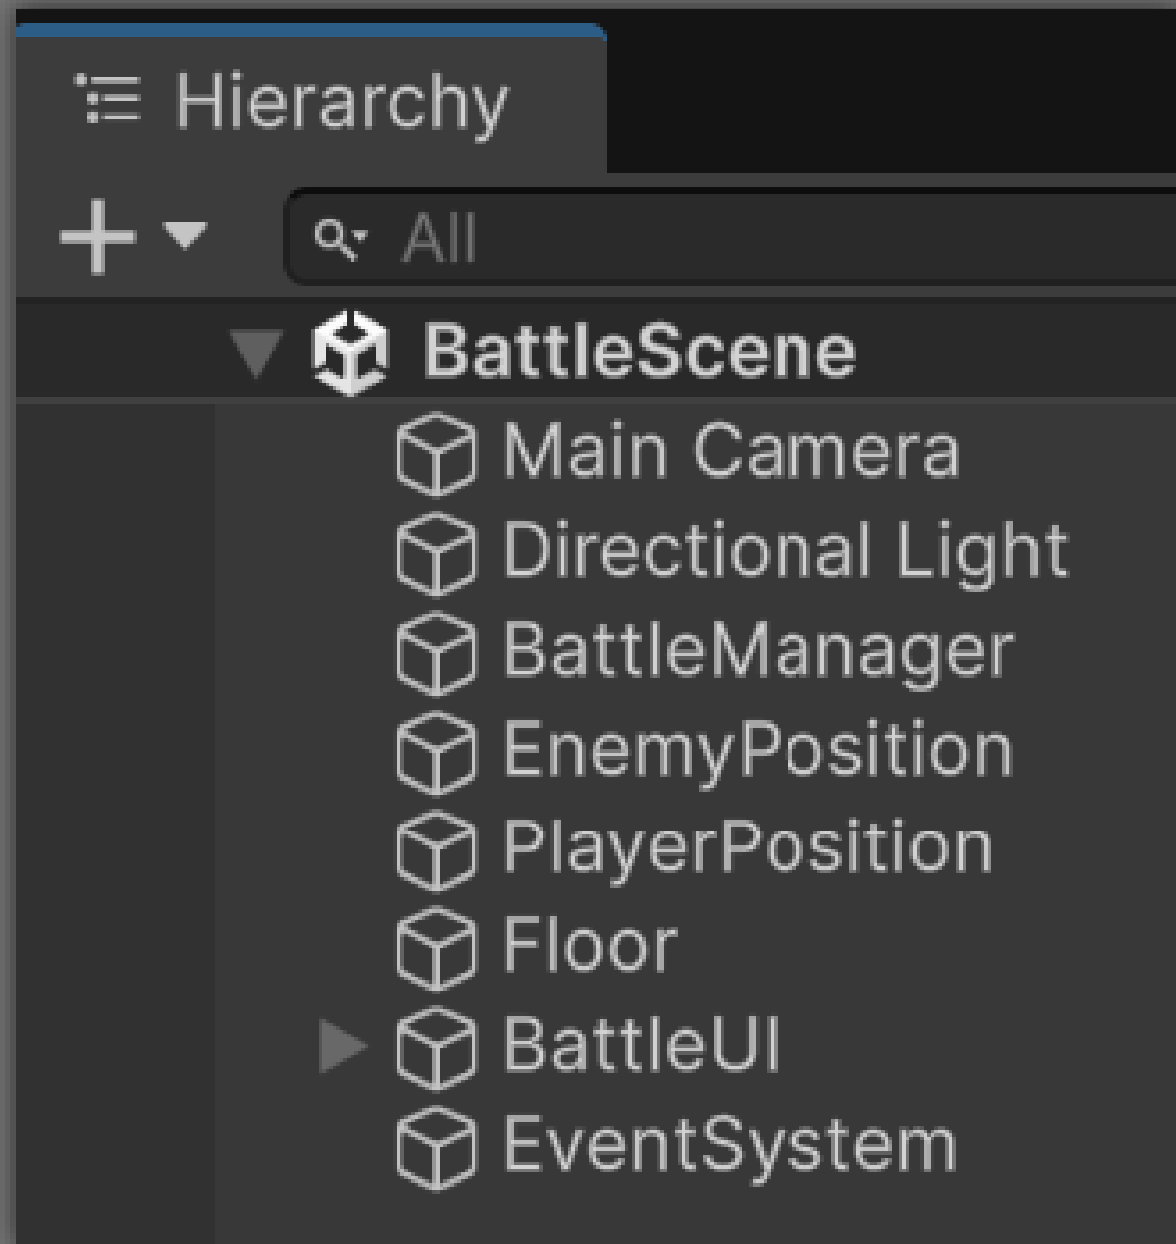 Hierarchy
All
BattleScene
Main Camera
Directional Light
BattleManager
EnemyPosition
PlayerPosition
Floor
BattleUI
EventSystem